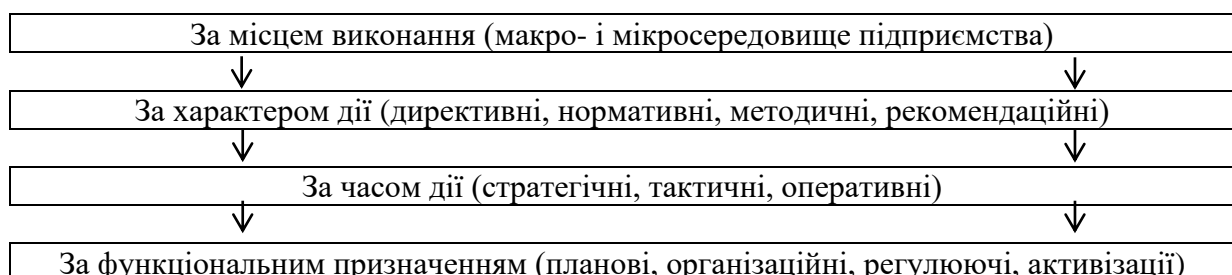 За місцем виконання (макро- і мікросередовище підприємства)
За характером дії (директивні, нормативні, методичні, рекомендаційні)
За часом дії (стратегічні, тактичні, оперативні)
За функціональним призначенням (планові, організаційні, регулюючі, активізації)